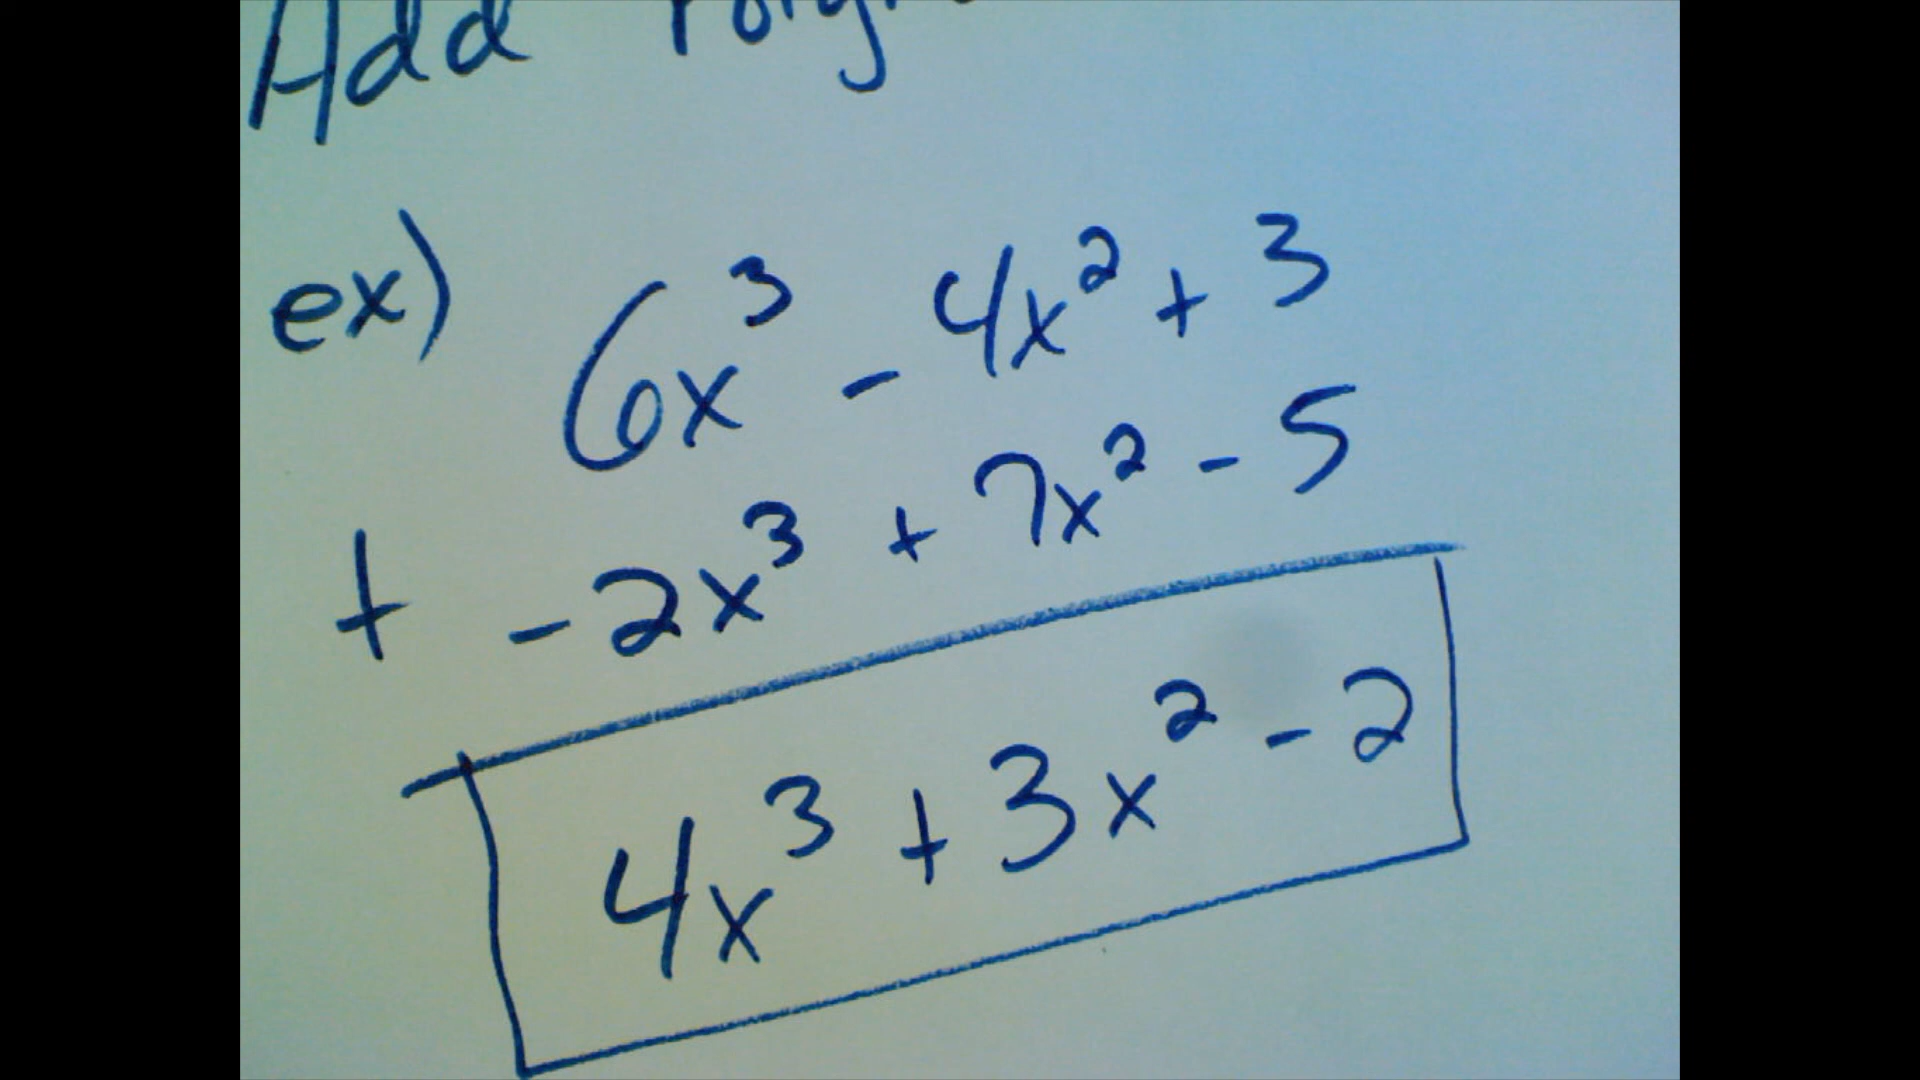 Add
ex) 6x³ - 4x² + 3
+ -2x³ + 7x² - 5
4x³ + 3x² - 2